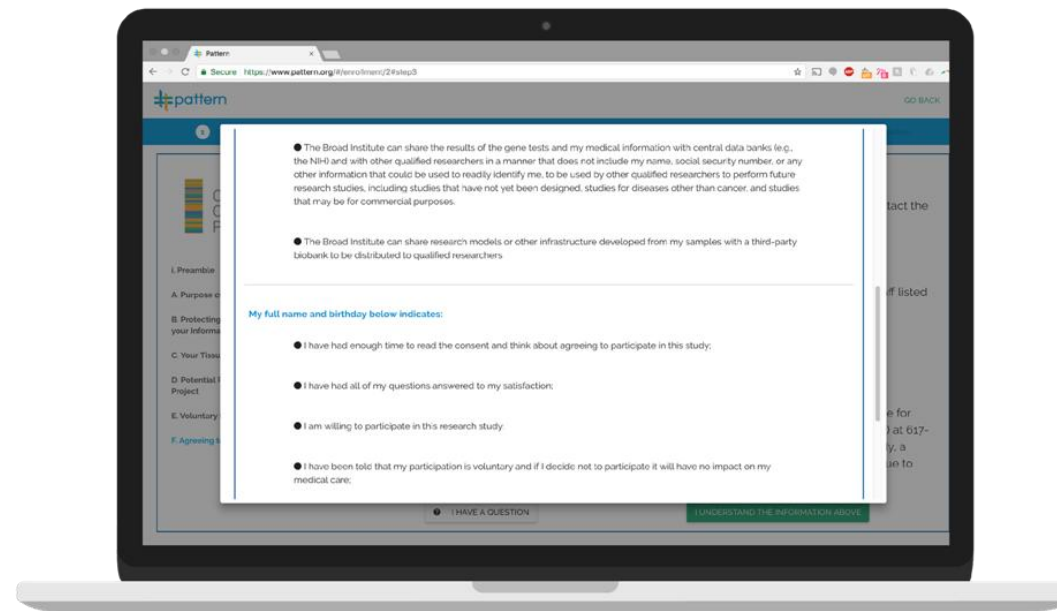 Pattern
Secure https://www.pattern.org/#/enrollment/2#step3
pattern
GO BACK
● The Broad Institute can share the results of the gene tests and my medical information with central data banks (e.g.,
the NIH) and with other qualified researchers in a manner that does not include my name, social security number, or any
other information that could be used to readily identify me, to be used by other qualified researchers to perform future
research studies, including studies that have not yet been designed, studies for diseases other than cancer, and studies
that may be for commercial purposes.
● The Broad Institute can share research models or other infrastructure developed from my samples with a third-party
biobank to be distributed to qualified researchers
My full name and birthday below indicates:
● I have had enough time to read the consent and think about agreeing to participate in this study;
● I have had all of my questions answered to my satisfaction;
● I am willing to participate in this research study
● I have been told that my participation is voluntary and if I decide not to participate it will have no impact on my
medical care;
I. Preamble
A. Purpose
B. Protecting
your Informa
C. Your Tissu
D. Potential
Project
E. Voluntary
F. Agreeing t
tact the
ff listed
e for
) at 617-
ly, a
ue to
I HAVE A QUESTION
I UNDERSTAND THE INFORMATION ABOVE